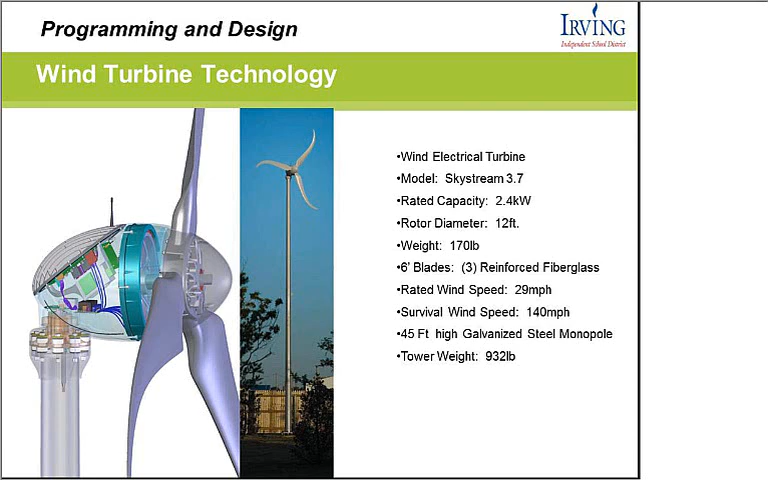 Programming and Design
IRVING
Independent School District
Wind Turbine Technology
•Wind Electrical Turbine
•Model: Skystream 3.7
•Rated Capacity: 2.4kW
•Rotor Diameter: 12ft.
•Weight: 170lb
•6' Blades: (3) Reinforced Fiberglass
•Rated Wind Speed: 29mph
•Survival Wind Speed: 140mph
•45 Ft high Galvanized Steel Monopole
•Tower Weight: 932lb